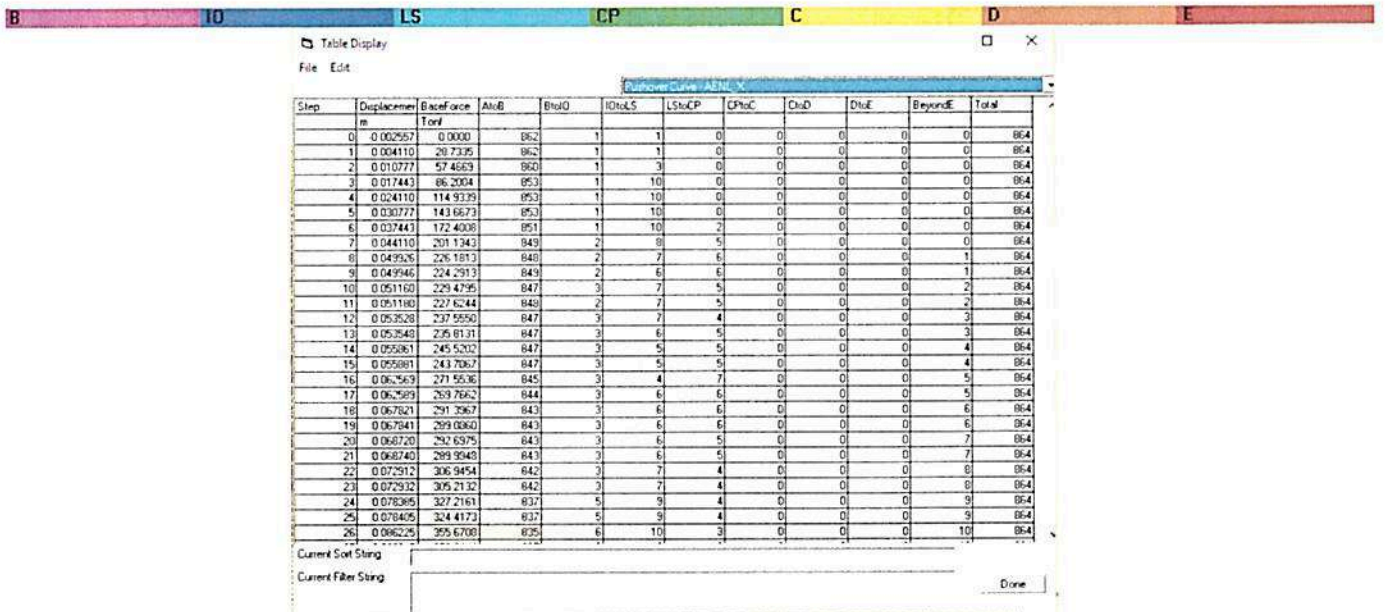 B IO LS CP C D E
Table Display
File Edit
Pushover Curve - AENL_X
Step Displacemer BaseForce AtoB BtoIO IOtoLS LStoCP CPtoC CtoD DtoE BeyondE Total
m Tonf
0 -0.002557 0.0000 862 1 1 0 0 0 0 0 864
1 0.004110 28.7335 862 1 1 0 0 0 0 0 864
2 0.010777 57.4669 860 1 3 0 0 0 0 0 864
3 0.017443 86.2004 853 1 10 0 0 0 0 0 864
4 0.024110 114.9339 853 1 10 0 0 0 0 0 864
5 0.030777 143.6673 853 1 10 0 0 0 0 0 864
6 0.037443 172.4008 851 1 10 2 0 0 0 0 864
7 0.044110 201.1343 849 2 8 5 0 0 0 0 864
8 0.049926 226.1813 848 2 7 6 0 0 0 1 864
9 0.049946 224.2913 849 2 6 6 0 0 0 1 864
10 0.051160 229.4795 847 3 7 5 0 0 0 2 864
11 0.051180 227.6244 848 2 7 5 0 0 0 2 864
12 0.053528 237.5550 847 3 7 4 0 0 0 3 864
13 0.053548 235.8131 847 3 6 5 0 0 0 3 864
14 0.055861 245.5202 847 3 5 5 0 0 0 4 864
15 0.055881 243.7067 847 3 5 5 0 0 0 4 864
16 0.062569 271.5536 845 3 4 7 0 0 0 5 864
17 0.062589 269.7662 844 3 6 6 0 0 0 5 864
18 0.067821 291.3967 843 3 6 6 0 0 0 6 864
19 0.067841 289.0860 843 3 6 6 0 0 0 6 864
20 0.068720 292.6975 843 3 6 5 0 0 0 7 864
21 0.068740 289.9948 843 3 6 5 0 0 0 7 864
22 0.072912 306.9454 842 3 7 4 0 0 0 8 864
23 0.072932 305.2132 842 3 7 4 0 0 0 8 864
24 0.078385 327.2161 837 5 9 4 0 0 0 9 864
25 0.078405 324.4173 837 5 9 4 0 0 0 9 864
26 0.086225 355.6708 835 6 10 3 0 0 0 10 864
Current Sort String
Current Filter String
Done